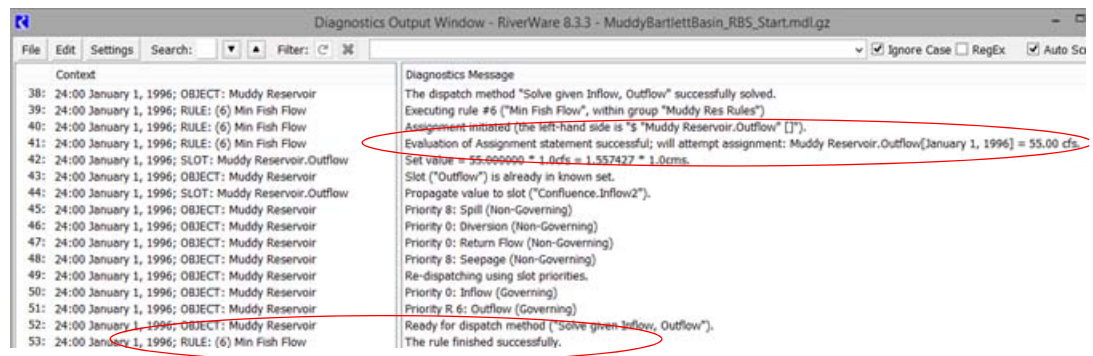 Diagnostics Output Window - RiverWare 8.3.3 - MuddyBartlettBasin_RBS_Start.mdl.gz
File Edit Settings Search: Filter: Ignore Case RegEx Auto Scr
Context Diagnostics Message
38: 24:00 January 1, 1996; OBJECT: Muddy Reservoir The dispatch method "Solve given Inflow, Outflow" successfully solved.
39: 24:00 January 1, 1996; RULE: (6) Min Fish Flow Executing rule #6 ("Min Fish Flow", within group "Muddy Res Rules")
40: 24:00 January 1, 1996; RULE: (6) Min Fish Flow Assignment initiated (the left-hand side is "$ "Muddy Reservoir.Outflow" []").
41: 24:00 January 1, 1996; RULE: (6) Min Fish Flow Evaluation of Assignment statement successful; will attempt assignment: Muddy Reservoir.Outflow[January 1, 1996] = 55.00 cfs.
42: 24:00 January 1, 1996; SLOT: Muddy Reservoir.Outflow Set value = 55.000000 * 1.0cfs = 1.557427 * 1.0cms.
43: 24:00 January 1, 1996; OBJECT: Muddy Reservoir Slot ("Outflow") is already in known set.
44: 24:00 January 1, 1996; SLOT: Muddy Reservoir.Outflow Propagate value to slot ("Confluence.Inflow2").
45: 24:00 January 1, 1996; OBJECT: Muddy Reservoir Priority 8: Spill (Non-Governing)
46: 24:00 January 1, 1996; OBJECT: Muddy Reservoir Priority 0: Diversion (Non-Governing)
47: 24:00 January 1, 1996; OBJECT: Muddy Reservoir Priority 0: Return Flow (Non-Governing)
48: 24:00 January 1, 1996; OBJECT: Muddy Reservoir Priority 8: Seepage (Non-Governing)
49: 24:00 January 1, 1996; OBJECT: Muddy Reservoir Re-dispatching using slot priorities.
50: 24:00 January 1, 1996; OBJECT: Muddy Reservoir Priority 0: Inflow (Governing)
51: 24:00 January 1, 1996; OBJECT: Muddy Reservoir Priority R 6: Outflow (Governing)
52: 24:00 January 1, 1996; OBJECT: Muddy Reservoir Ready for dispatch method ("Solve given Inflow, Outflow").
53: 24:00 January 1, 1996; RULE: (6) Min Fish Flow The rule finished successfully.